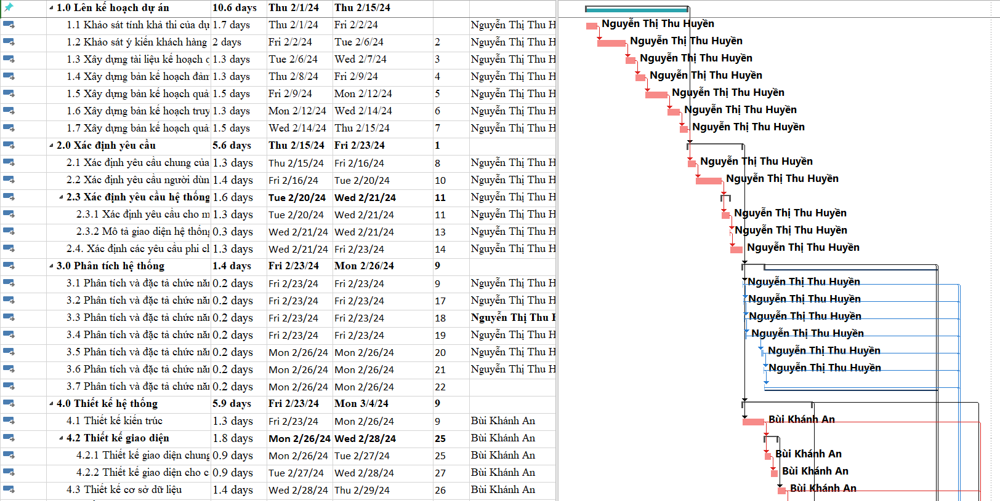 1.0 Lên kế hoạch dự án 10.6 days Thu 2/1/24 Thu 2/15/24
1.1 Khảo sát tính khả thi của dự 1.7 days Thu 2/1/24 Fri 2/2/24 Nguyễn Thị Thu H Nguyễn Thị Thu Huyền
1.2 Khảo sát ý kiến khách hàng 2 days Fri 2/2/24 Tue 2/6/24 2 Nguyễn Thị Thu H Nguyễn Thị Thu Huyền
1.3 Xây dựng tài liệu kế hoạch 1.3 days Tue 2/6/24 Wed 2/7/24 3 Nguyễn Thị Thu H Nguyễn Thị Thu Huyền
1.4 Xây dựng bản kế hoạch đảm 1.3 days Thu 2/8/24 Fri 2/9/24 4 Nguyễn Thị Thu H Nguyễn Thị Thu Huyền
1.5 Xây dựng bản kế hoạch quản 1.5 days Fri 2/9/24 Mon 2/12/24 5 Nguyễn Thị Thu H Nguyễn Thị Thu Huyền
1.6 Xây dựng bản kế hoạch truy 1.3 days Mon 2/12/24 Wed 2/14/24 6 Nguyễn Thị Thu H Nguyễn Thị Thu Huyền
1.7 Xây dựng bản kế hoạch quả 1.5 days Wed 2/14/24 Thu 2/15/24 7 Nguyễn Thị Thu H Nguyễn Thị Thu Huyền
2.0 Xác định yêu cầu 5.6 days Thu 2/15/24 Fri 2/23/24 1
2.1 Xác định yêu cầu chung của 1.3 days Thu 2/15/24 Fri 2/16/24 8 Nguyễn Thị Thu H Nguyễn Thị Thu Huyền
2.2 Xác định yêu cầu người dùn 1.4 days Fri 2/16/24 Tue 2/20/24 10 Nguyễn Thị Thu H Nguyễn Thị Thu Huyền
2.3 Xác định yêu cầu hệ thống 1.6 days Tue 2/20/24 Wed 2/21/24 11 Nguyễn Thị Thu H
2.3.1 Xác định yêu cầu cho m 1.3 days Tue 2/20/24 Wed 2/21/24 11 Nguyễn Thị Thu H Nguyễn Thị Thu Huyền
2.3.2 Mô tả giao diện hệ thống 0.3 days Wed 2/21/24 Wed 2/21/24 13 Nguyễn Thị Thu H Nguyễn Thị Thu Huyền
2.4. Xác định các yêu cầu phi ch 1.3 days Wed 2/21/24 Fri 2/23/24 14 Nguyễn Thị Thu H Nguyễn Thị Thu Huyền
3.0 Phân tích hệ thống 1.4 days Fri 2/23/24 Mon 2/26/24 9
3.1 Phân tích và đặc tả chức năn 0.2 days Fri 2/23/24 Fri 2/23/24 9 Nguyễn Thị Thu H Nguyễn Thị Thu Huyền
3.2 Phân tích và đặc tả chức năn 0.2 days Fri 2/23/24 Fri 2/23/24 17 Nguyễn Thị Thu H Nguyễn Thị Thu Huyền
3.3 Phân tích và đặc tả chức năn 0.2 days Fri 2/23/24 Fri 2/23/24 18 Nguyễn Thị Thu H Nguyễn Thị Thu Huyền
3.4 Phân tích và đặc tả chức năn 0.2 days Fri 2/23/24 Fri 2/23/24 19 Nguyễn Thị Thu H Nguyễn Thị Thu Huyền
3.5 Phân tích và đặc tả chức năn 0.2 days Mon 2/26/24 Mon 2/26/24 20 Nguyễn Thị Thu H Nguyễn Thị Thu Huyền
3.6 Phân tích và đặc tả chức năn 0.2 days Mon 2/26/24 Mon 2/26/24 21 Nguyễn Thị Thu H Nguyễn Thị Thu Huyền
3.7 Phân tích và đặc tả chức năn 0.2 days Mon 2/26/24 Mon 2/26/24 22
4.0 Thiết kế hệ thống 5.9 days Fri 2/23/24 Mon 3/4/24 9
4.1 Thiết kế kiến trúc 1.3 days Fri 2/23/24 Mon 2/26/24 9 Bùi Khánh An Bùi Khánh An
4.2 Thiết kế giao diện 1.8 days Mon 2/26/24 Wed 2/28/24 25 Bùi Khánh An
4.2.1 Thiết kế giao diện chung 0.9 days Mon 2/26/24 Tue 2/27/24 25 Bùi Khánh An Bùi Khánh An
4.2.2 Thiết kế giao diện cho c 0.9 days Tue 2/27/24 Wed 2/28/24 27 Bùi Khánh An Bùi Khánh An
4.3 Thiết kế cơ sở dữ liệu 1.4 days Wed 2/28/24 Thu 2/29/24 26 Bùi Khánh An Bùi Khánh An